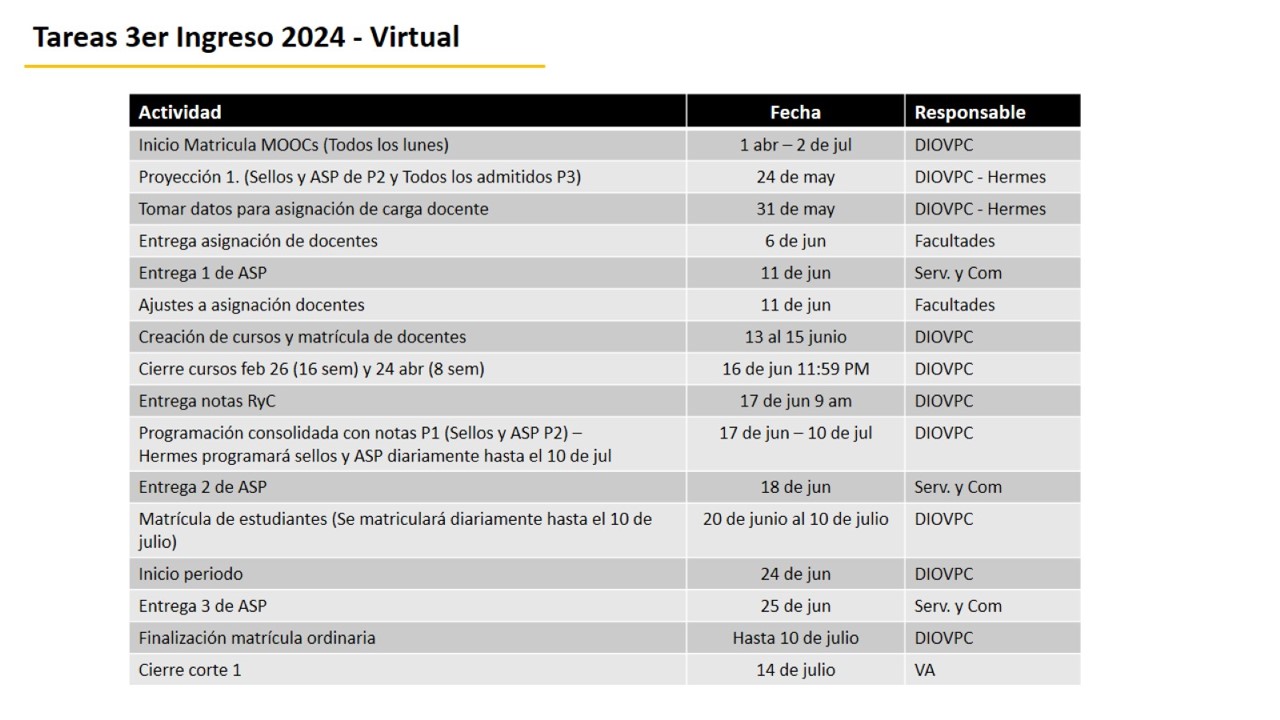 Tareas 3er Ingreso 2024 - Virtual
Actividad Fecha Responsable
Inicio Matricula MOOCs (Todos los lunes) 1 abr – 2 de jul DIOVPC
Proyección 1. (Sellos y ASP de P2 y Todos los admitidos P3) 24 de may DIOVPC - Hermes
Tomar datos para asignación de carga docente 31 de may DIOVPC - Hermes
Entrega asignación de docentes 6 de jun Facultades
Entrega 1 de ASP 11 de jun Serv. y Com
Ajustes a asignación docentes 11 de jun Facultades
Creación de cursos y matrícula de docentes 13 al 15 junio DIOVPC
Cierre cursos feb 26 (16 sem) y 24 abr (8 sem) 16 de jun 11:59 PM DIOVPC
Entrega notas RyC 17 de jun 9 am DIOVPC
Programación consolidada con notas P1 (Sellos y ASP P2) – 17 de jun – 10 de jul DIOVPC
Hermes programará sellos y ASP diariamente hasta el 10 de jul
Entrega 2 de ASP 18 de jun Serv. y Com
Matrícula de estudiantes (Se matriculará diariamente hasta el 10 de 20 de junio al 10 de julio DIOVPC
julio)
Inicio periodo 24 de jun DIOVPC
Entrega 3 de ASP 25 de jun Serv. y Com
Finalización matrícula ordinaria Hasta 10 de julio DIOVPC
Cierre corte 1 14 de julio VA